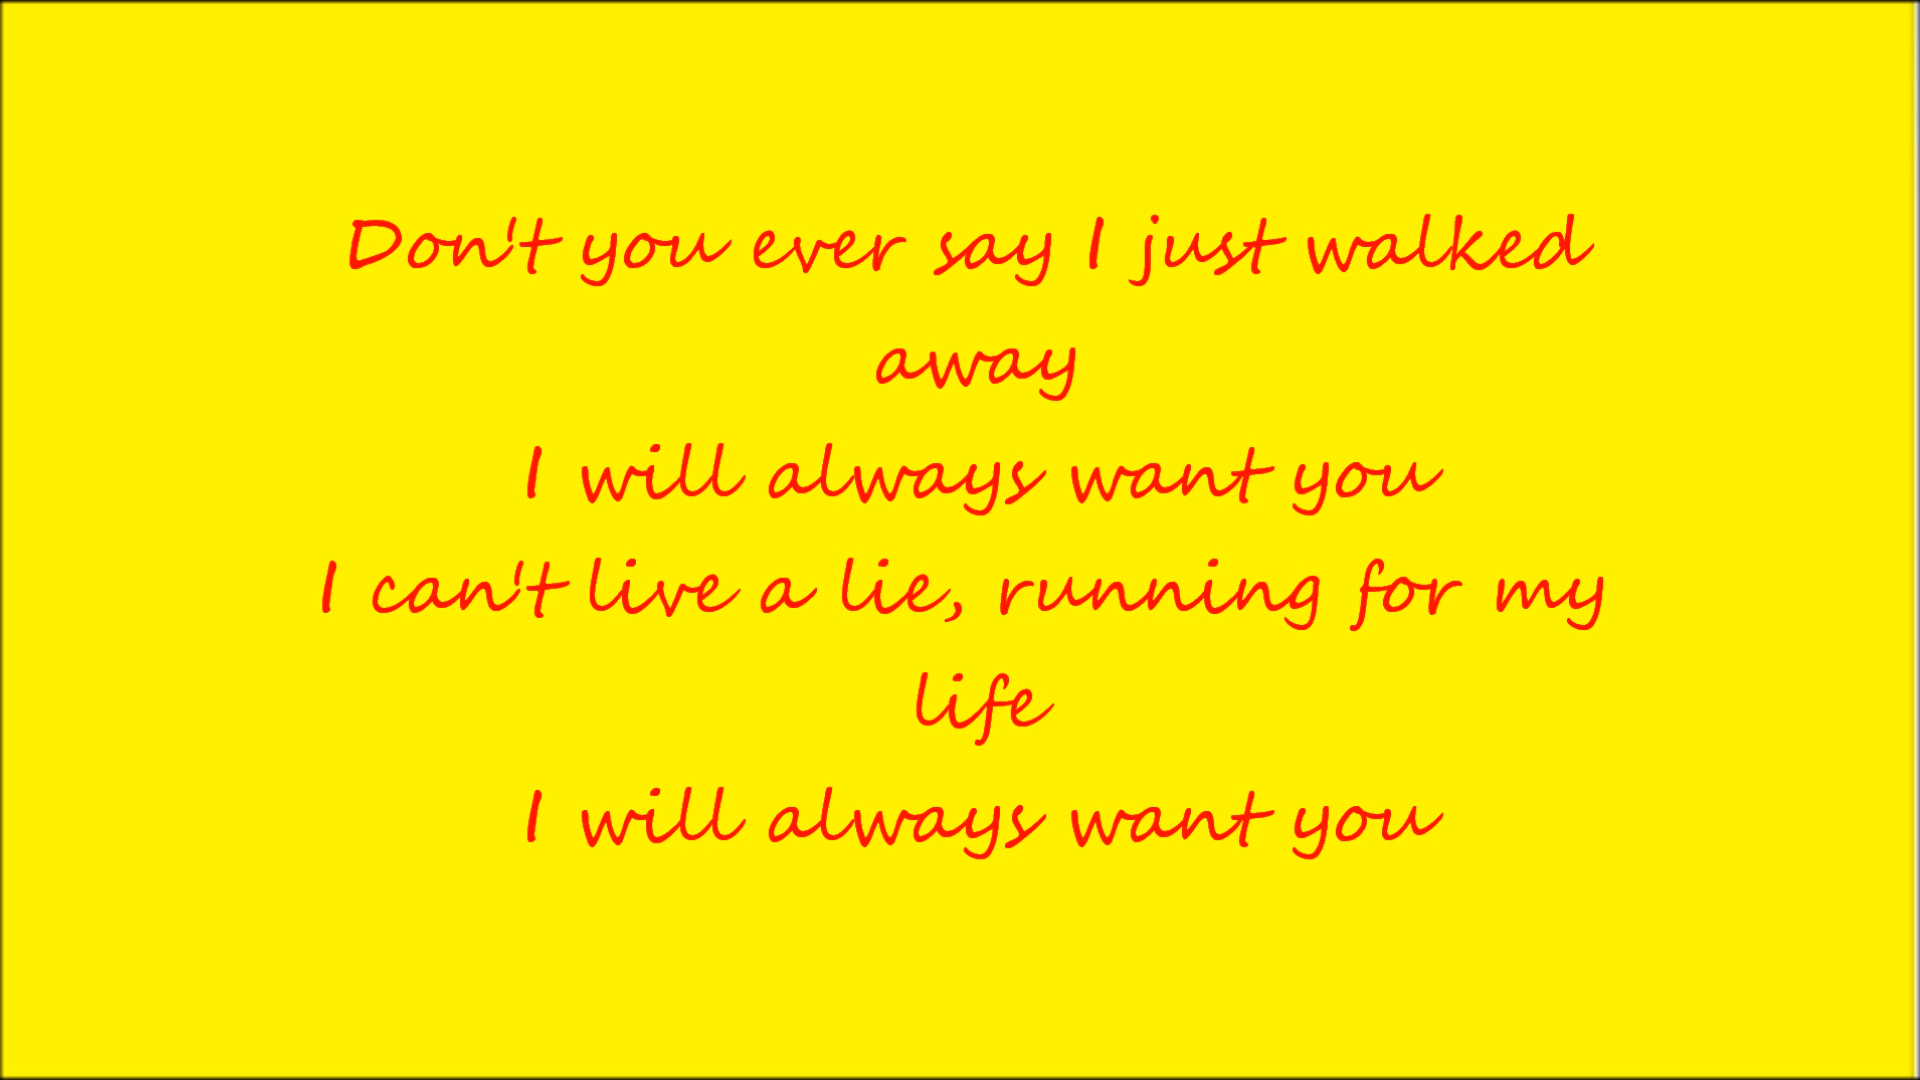 Don't you ever say I just walked
away
I will always want you
I can't live a lie, running for my
life
I will always want you